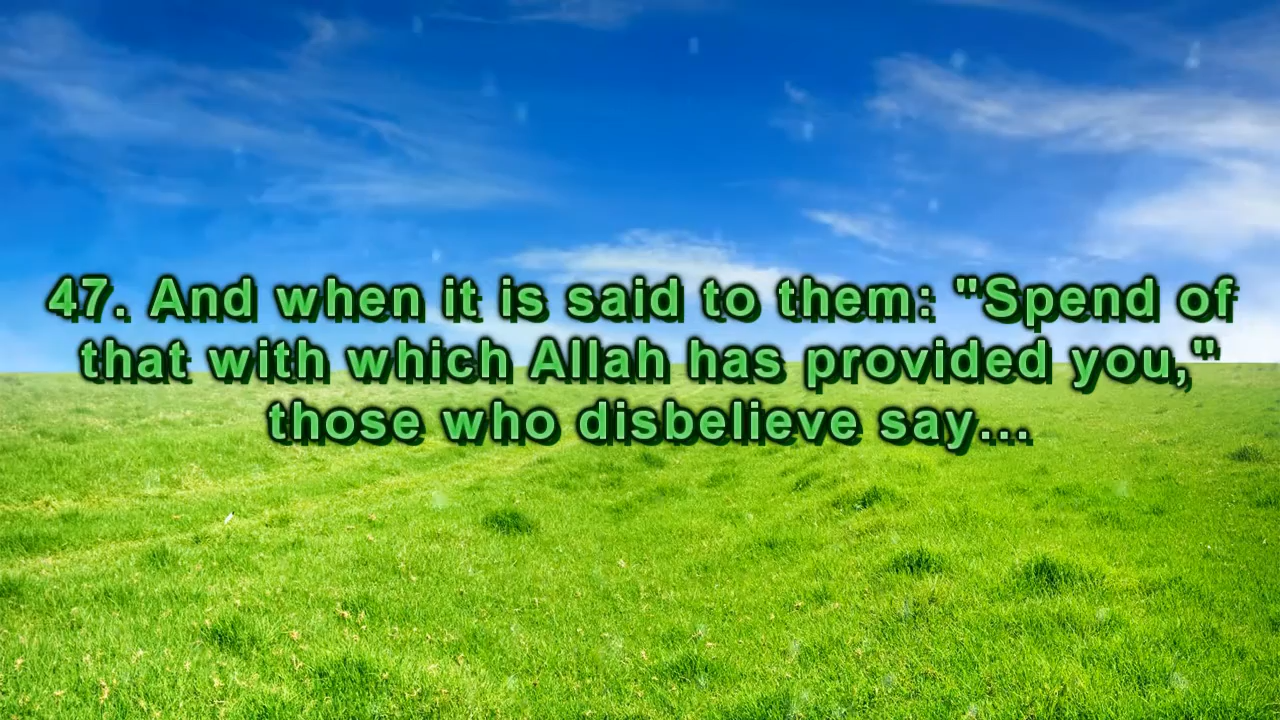 47. And when it is said to them: "Spend of
that with which Allah has provided you,"
those who disbelieve say...